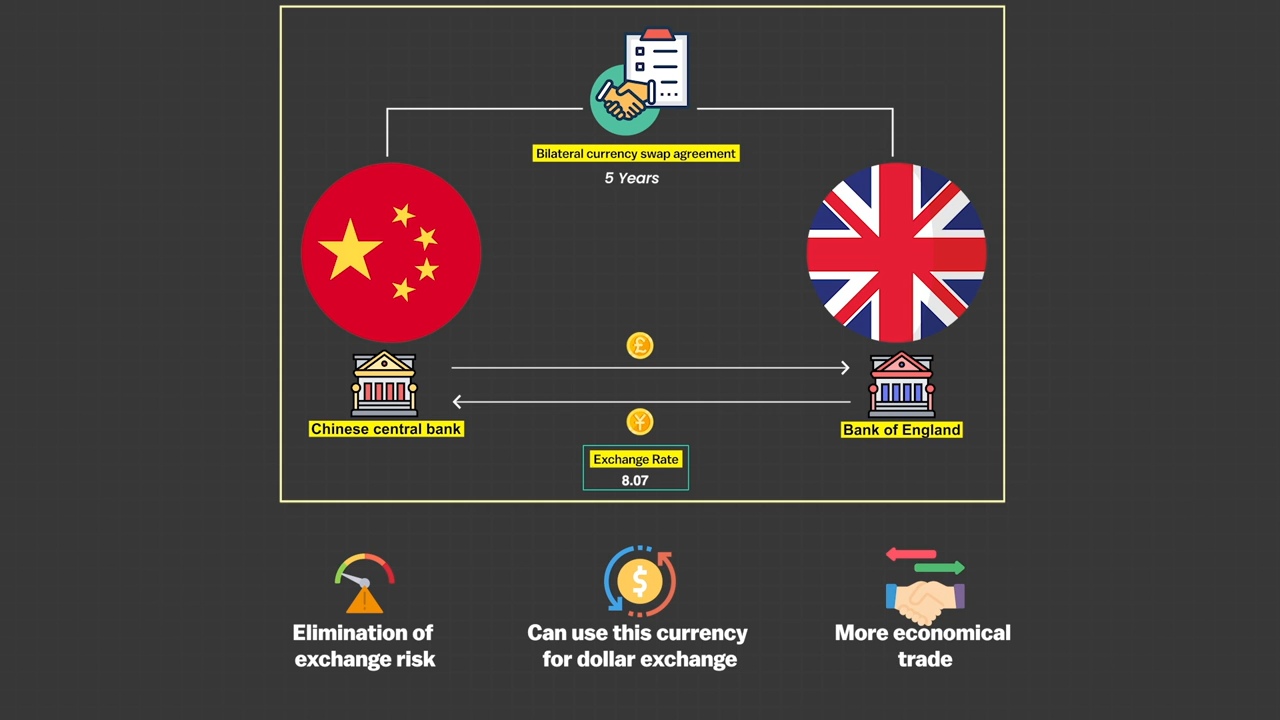 Bilateral currency swap agreement
5 Years
£
¥
Chinese central bank
Bank of England
Exchange Rate
8.07
$
Elimination of
exchange risk
Can use this currency
for dollar exchange
More economical
trade